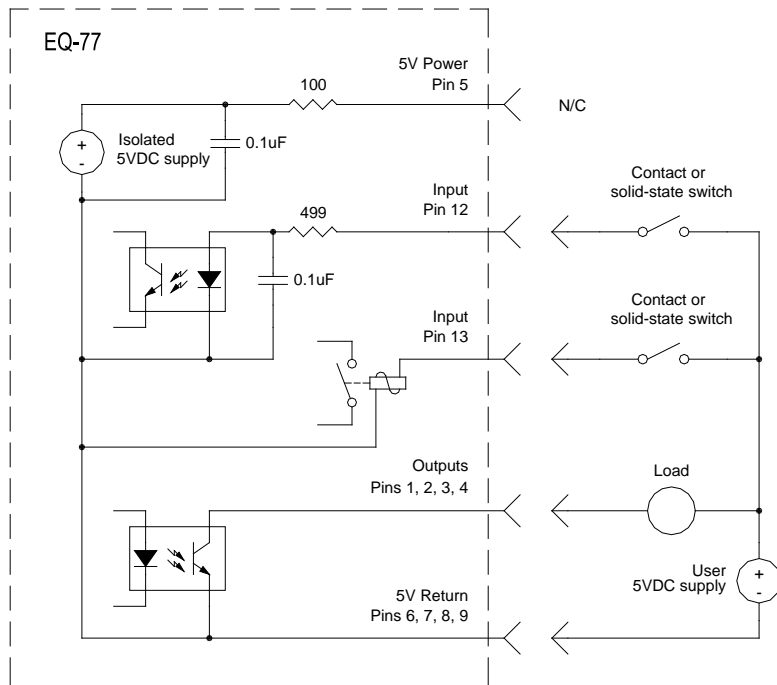 EQ-77
5V Power
Pin 5
100
N/C
+
-
Isolated
5VDC supply
0.1uF
Input
Pin 12
499
Contact or
solid-state switch
0.1uF
Input
Pin 13
Contact or
solid-state switch
Outputs
Pins 1, 2, 3, 4
Load
User
5VDC supply
+
-
5V Return
Pins 6, 7, 8, 9